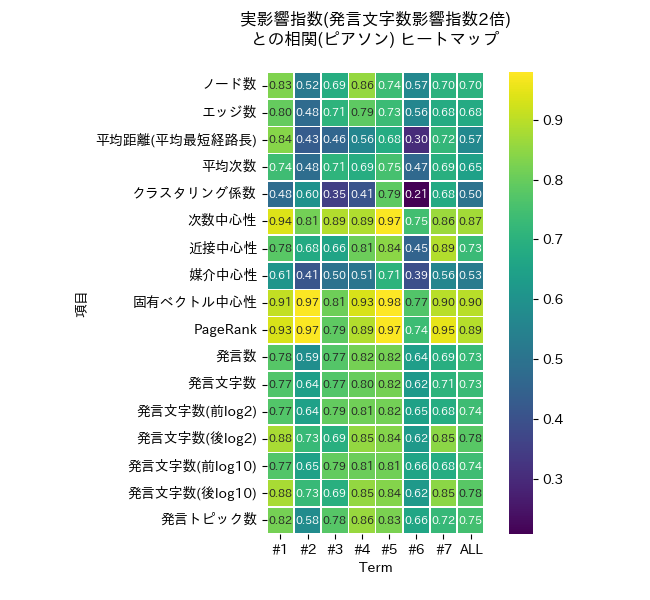 実影響指数(発言文字数影響指数2倍)
との相関(ピアソン) ヒートマップ
ノード数 0.83 0.52 0.69 0.86 0.74 0.57 0.70 0.70
エッジ数 0.80 0.48 0.71 0.79 0.73 0.56 0.68 0.68
平均距離(平均最短経路長) 0.84 0.43 0.46 0.56 0.68 0.30 0.72 0.57
平均次数 0.74 0.48 0.71 0.69 0.75 0.47 0.69 0.65
クラスタリング係数 0.48 0.60 0.35 0.41 0.79 0.21 0.68 0.50
次数中心性 0.94 0.81 0.89 0.89 0.97 0.75 0.86 0.87
近接中心性 0.78 0.68 0.66 0.81 0.84 0.45 0.89 0.73
媒介中心性 0.61 0.41 0.50 0.51 0.71 0.39 0.56 0.53
固有ベクトル中心性 0.91 0.97 0.81 0.93 0.98 0.77 0.90 0.90
PageRank 0.93 0.97 0.79 0.89 0.97 0.74 0.95 0.89
発言数 0.78 0.59 0.77 0.82 0.82 0.64 0.69 0.73
発言文字数 0.77 0.64 0.77 0.80 0.82 0.62 0.71 0.73
発言文字数(前log2) 0.77 0.64 0.79 0.81 0.82 0.65 0.68 0.74
発言文字数(後log2) 0.88 0.73 0.69 0.85 0.84 0.62 0.85 0.78
発言文字数(前log10) 0.77 0.65 0.79 0.81 0.81 0.66 0.68 0.74
発言文字数(後log10) 0.88 0.73 0.69 0.85 0.84 0.62 0.85 0.78
発言トピック数 0.82 0.58 0.78 0.86 0.83 0.66 0.72 0.75
#1 #2 #3 #4 #5 #6 #7 ALL
Term
項目
0.9
0.8
0.7
0.6
0.5
0.4
0.3